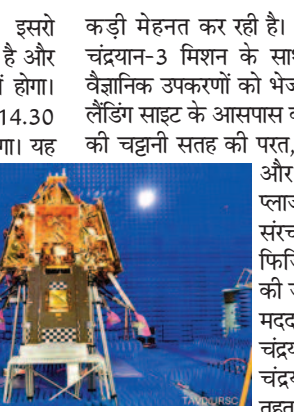 इसरो
है और
होगा।
14.30
गा। यह
कड़ी मेहनत कर रही है।
चंद्रयान-3 मिशन के साथ
वैज्ञानिक उपकरणों को भेज
लैंडिंग साइट के आसपास
की चट्टानी सतह की परत,
और
प्लाज
संरच
फिजि
की
मदद
चंद्रय
चंद्रय
तहत
TAVD/URSC